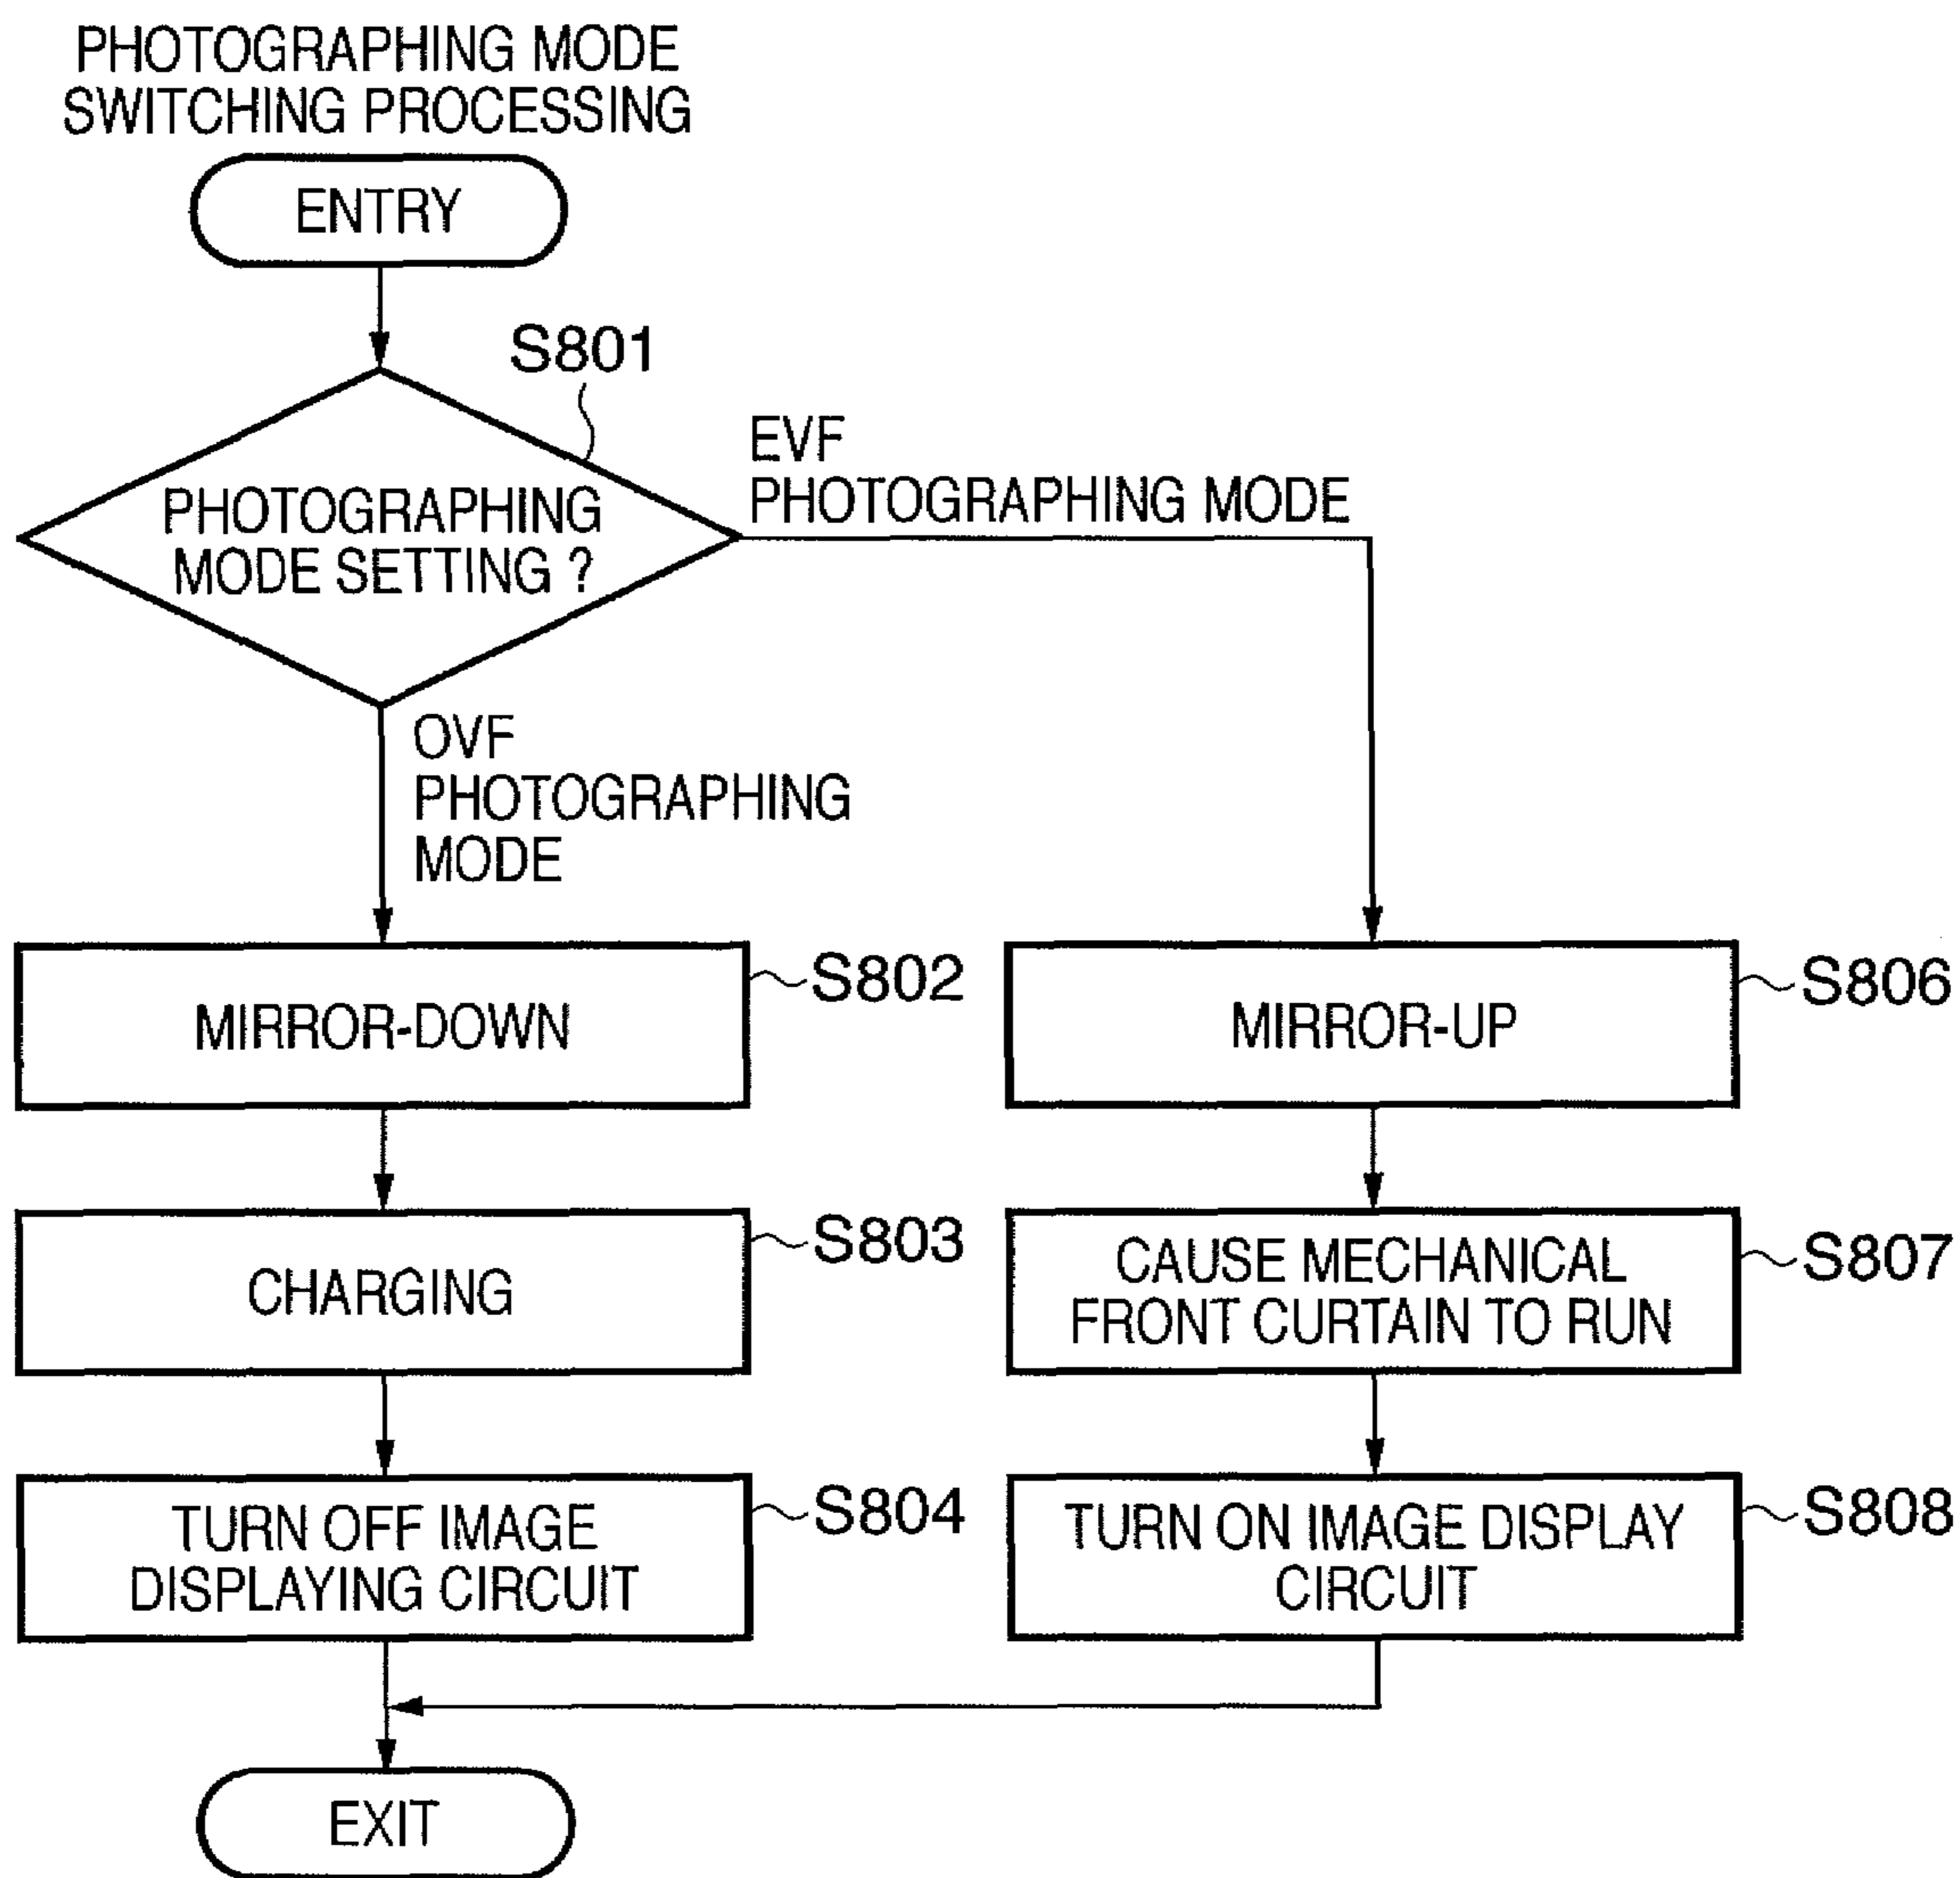 PHOTOGRAPHING MODE
SWITCHING PROCESSING
ENTRY
S801
PHOTOGRAPHING
MODE SETTING ?
EVF
PHOTOGRAPHING MODE
OVF
PHOTOGRAPHING
MODE
MIRROR-DOWN
S802
MIRROR-UP
S806
CHARGING
S803
CAUSE MECHANICAL
FRONT CURTAIN TO RUN
S807
TURN OFF IMAGE
DISPLAYING CIRCUIT
S804
TURN ON IMAGE DISPLAY
CIRCUIT
S808
EXIT